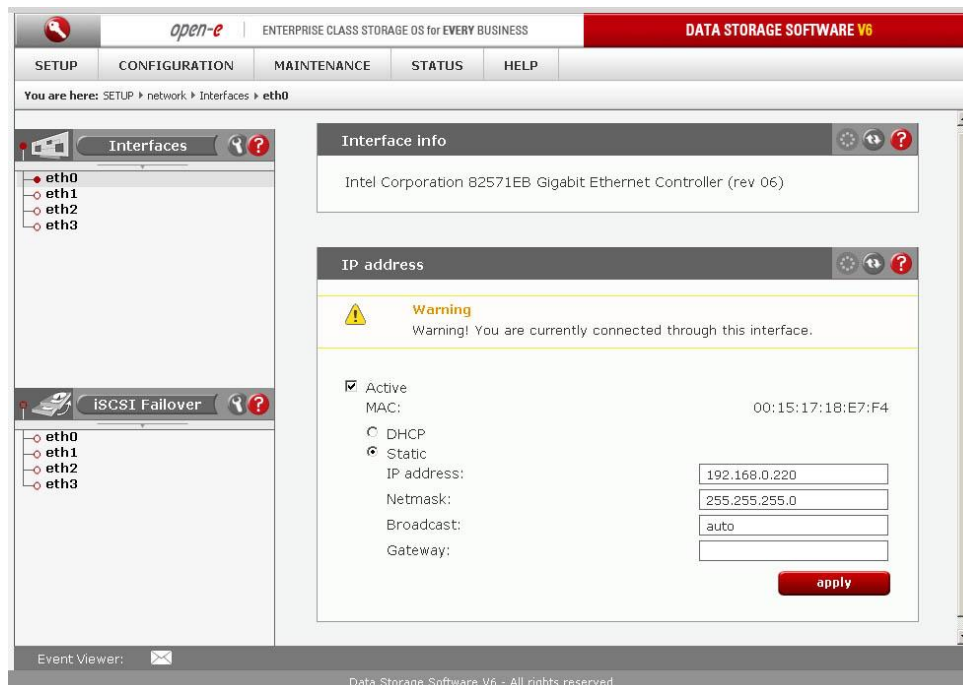 open-e ENTERPRISE CLASS STORAGE OS for EVERY BUSINESS DATA STORAGE SOFTWARE V6
SETUP CONFIGURATION MAINTENANCE STATUS HELP
You are here: SETUP network Interfaces eth0
Interfaces ?
eth0
eth1
eth2
eth3
iSCSI Failover ?
eth0
eth1
eth2
eth3
Interface info ?
Intel Corporation 82571EB Gigabit Ethernet Controller (rev 06)
IP address ?
Warning
Warning! You are currently connected through this interface.
Active
MAC: 00:15:17:18:E7:F4
DHCP
Static
IP address: 192.168.0.220
Netmask: 255.255.255.0
Broadcast: auto
Gateway:
apply
Event Viewer:
Data Storage Software V6 - All rights reserved